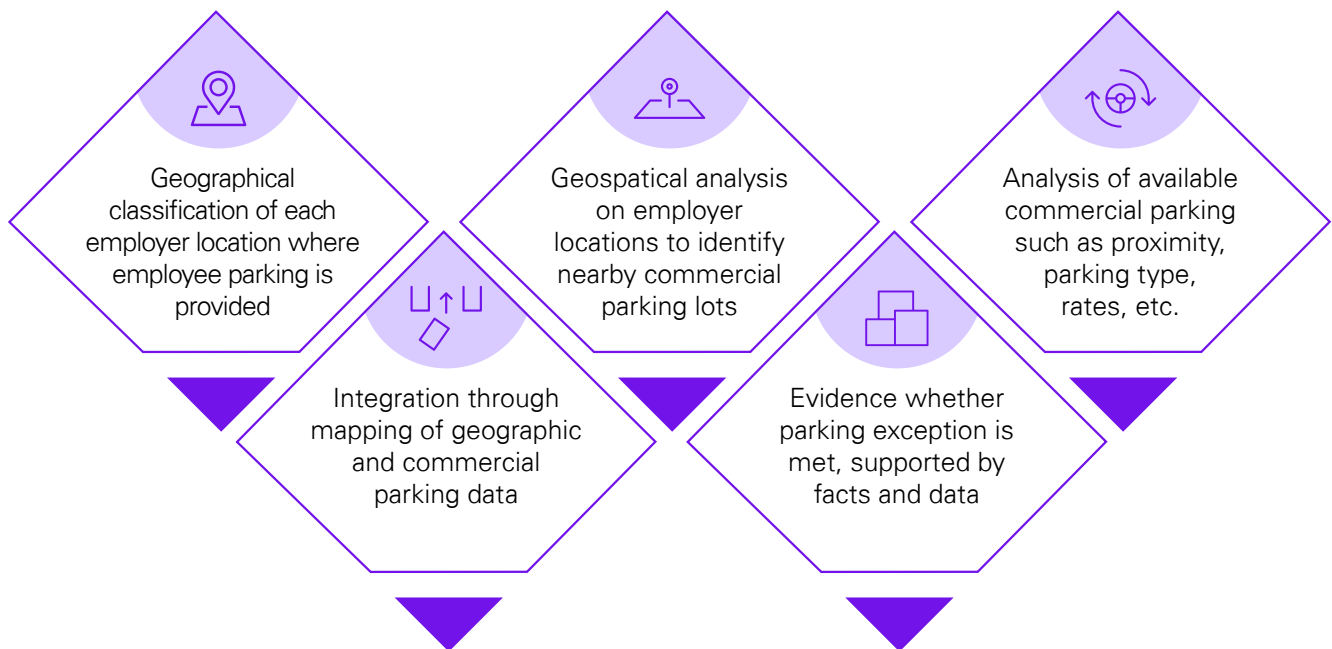 Geographical
classification of each
employer location where
employee parking is
provided
Geospatical analysis
on employer
locations to identify
nearby commercial
parking lots
Analysis of available
commercial parking
such as proximity,
parking type,
rates, etc.
Integration through
mapping of geographic
and commercial
parking data
Evidence whether
parking exception is
met, supported by
facts and data